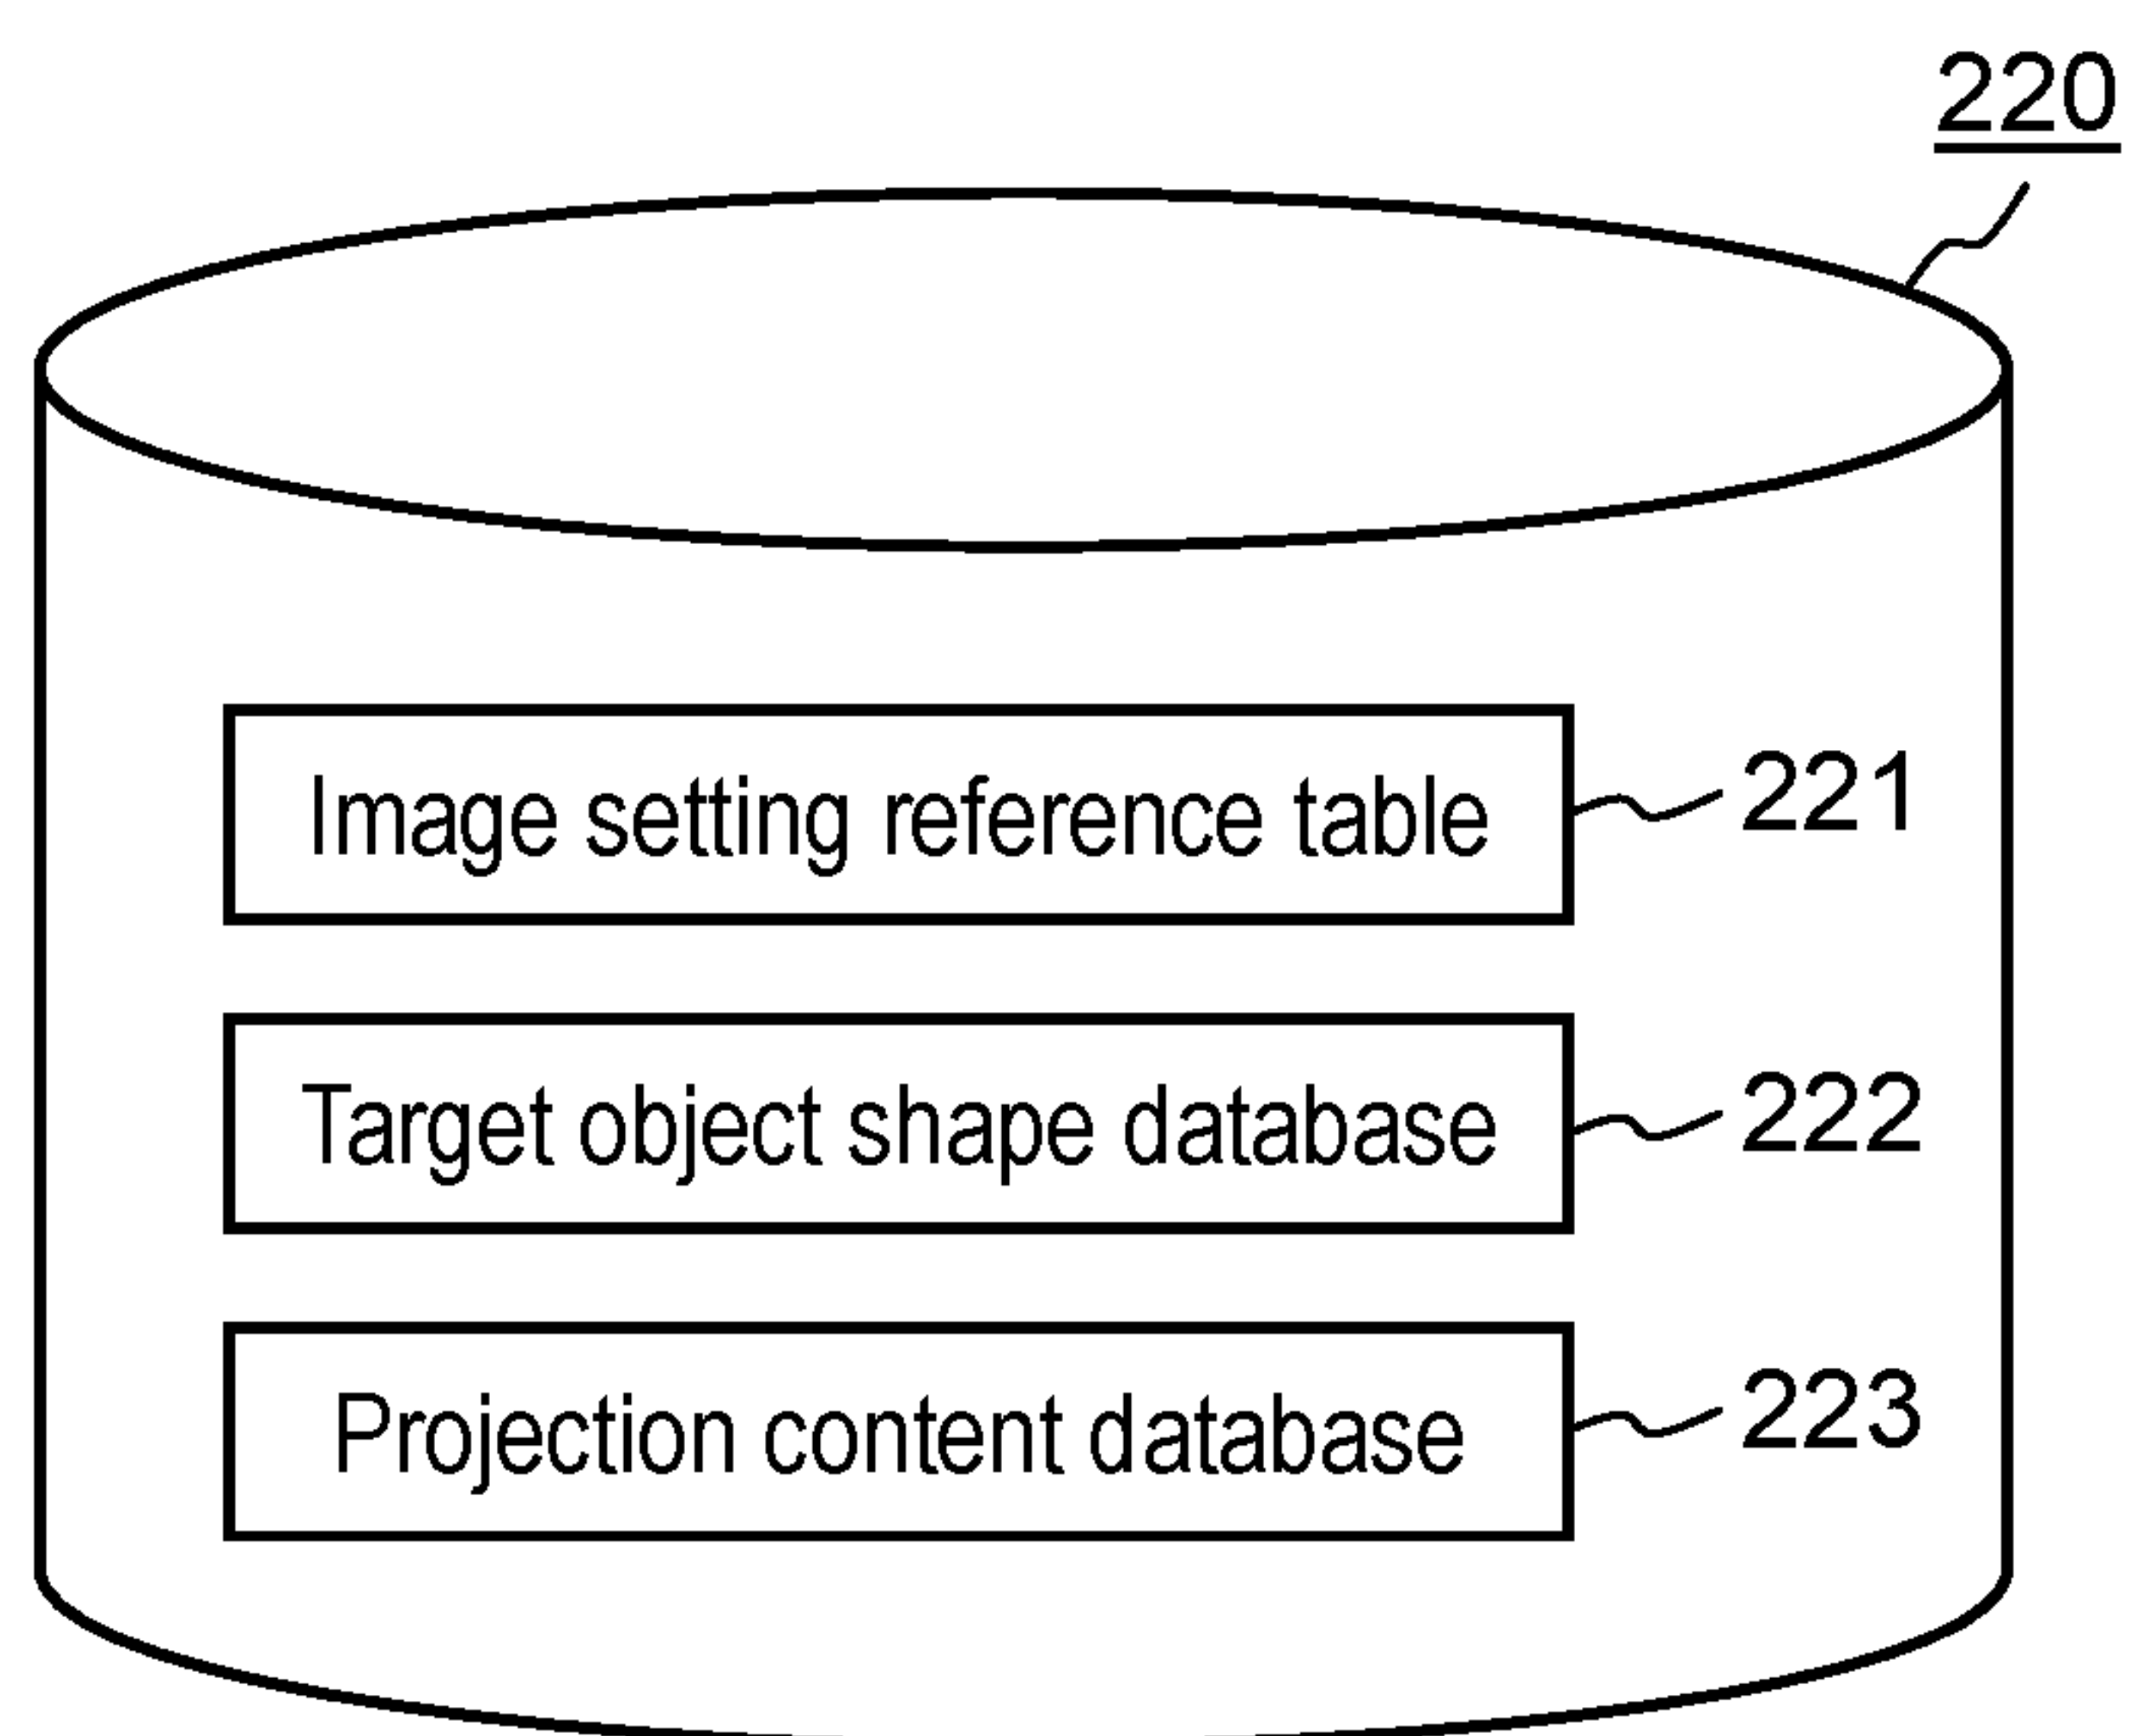 220
Image setting reference table 221
Target object shape database 222
Projection content database 223